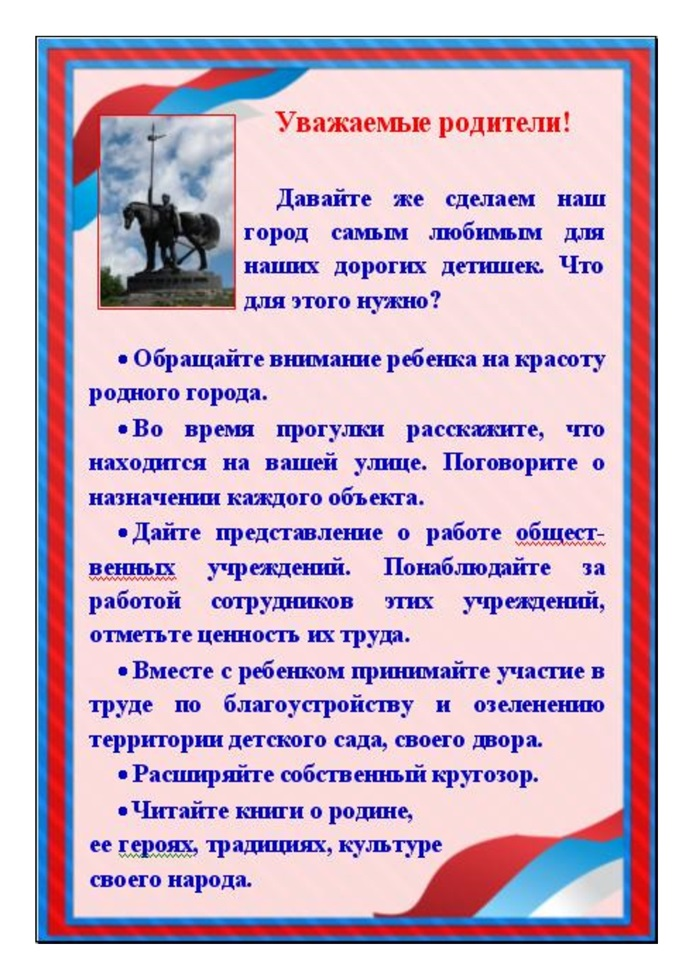 Уважаемые родители!
Давайте же сделаем наш
город самым любимым для
наших дорогих детишек. Что
для этого нужно?
• Обращайте внимание ребенка на красоту
родного города.
• Во время прогулки расскажите, что
находится на вашей улице. Поговорите о
назначении каждого объекта.
• Дайте представление о работе общест-
венных учреждений. Понаблюдайте за
работой сотрудников этих учреждений,
отметьте ценность их труда.
• Вместе с ребенком принимайте участие в
труде по благоустройству и озеленению
территории детского сада, своего двора.
• Расширяйте собственный кругозор.
• Читайте книги о родине,
ее героях, традициях, культуре
своего народа.